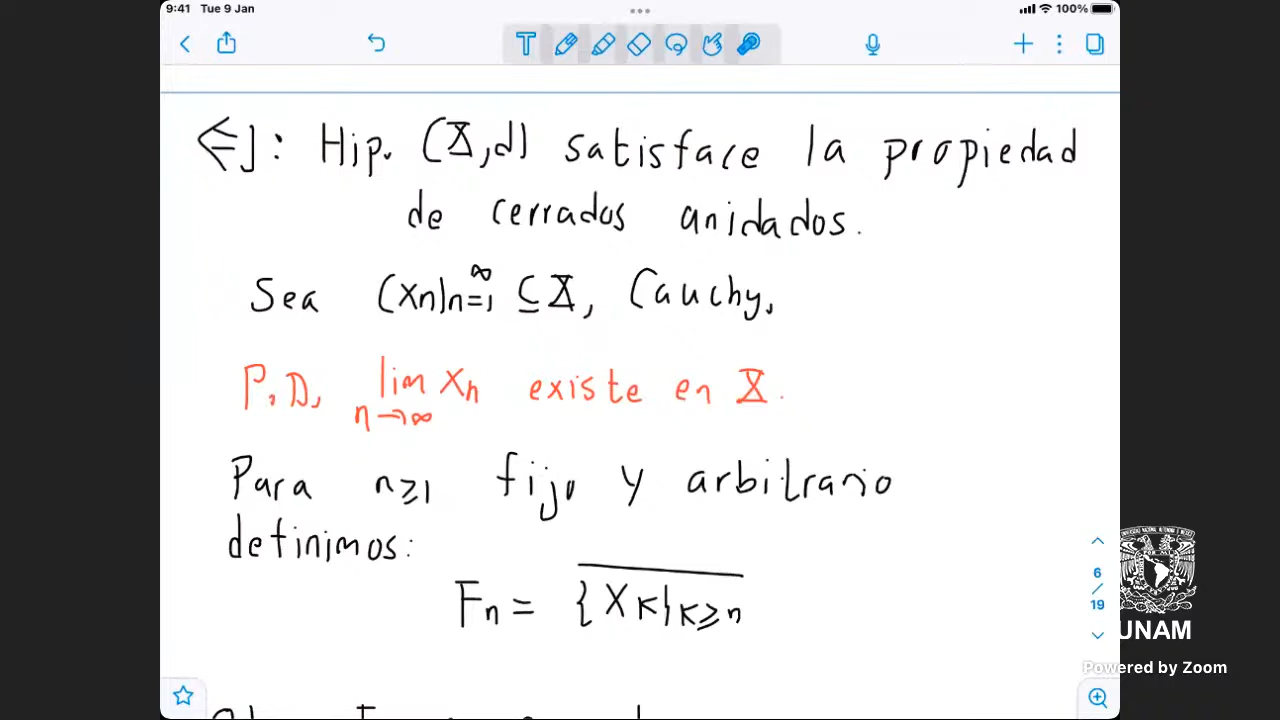 9:41 Tue 9 Jan
100%
⇐]: Hip. (X,d) satisface la propiedad
de cerrados anidados.
Sea (xn)n=1^∞ ⊆ X, Cauchy,
P.D. lim n→∞ xn existe en X.
Para n≥1 fijo y arbitrario
definimos:
Fn = \overline{{xk}k≥n}
6
/
19
UNAM
Powered by Zoom